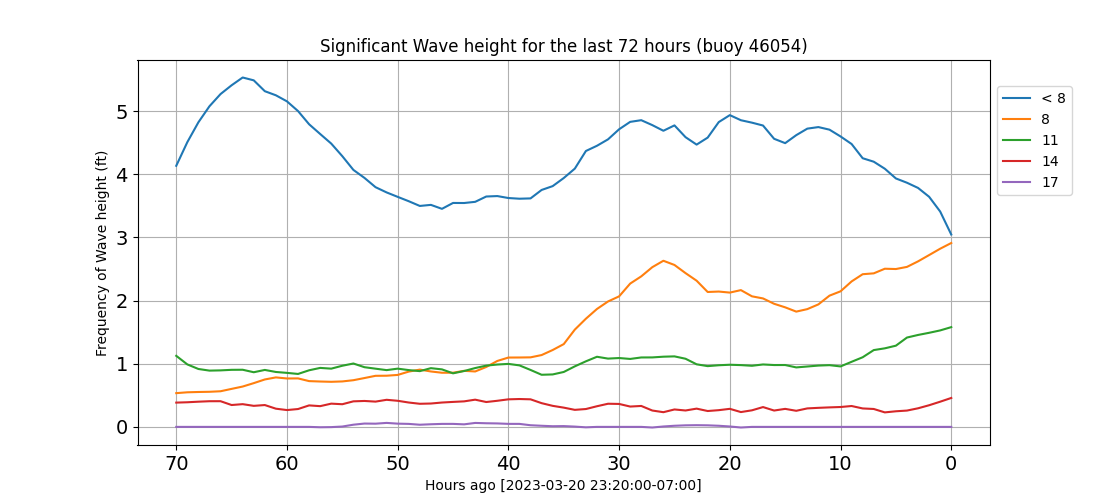 Significant Wave height for the last 72 hours (buoy 46054)
Frequency of Wave height (ft)
5
4
3
2
1
0
70 60 50 40 30 20 10 0
Hours ago [2023-03-20 23:20:00-07:00]
< 8
8
11
14
17